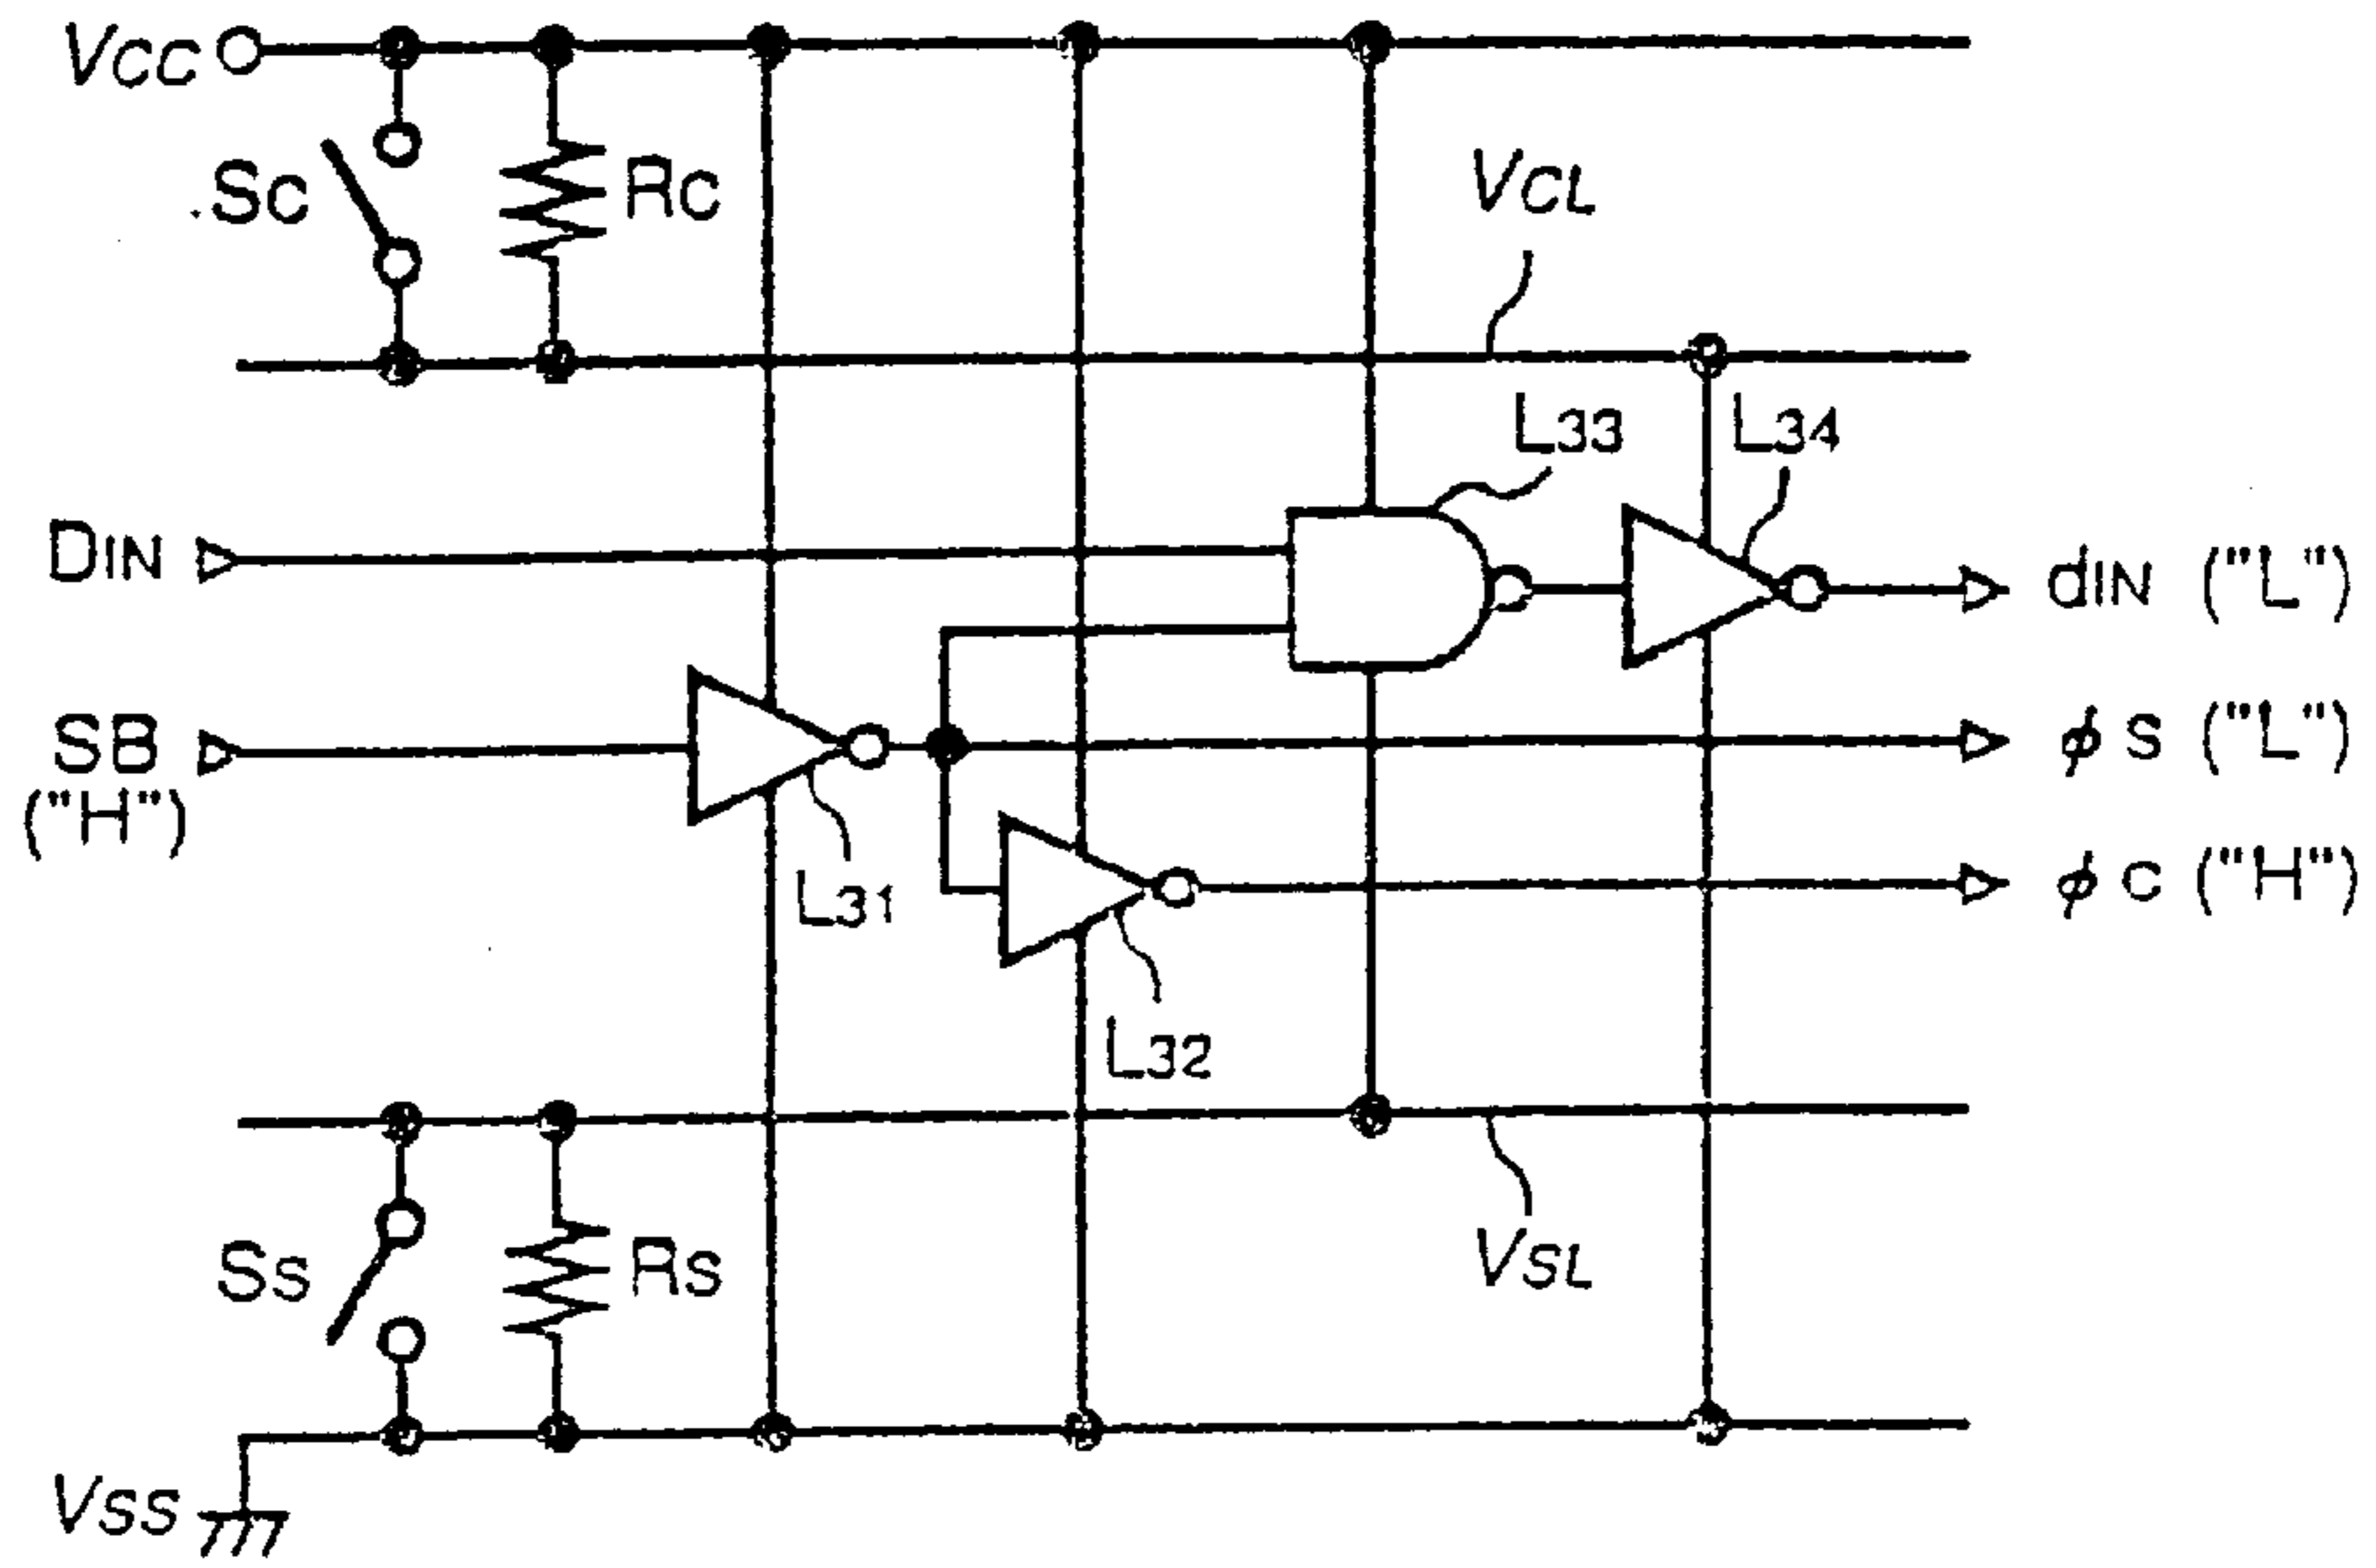 VCC
SC
RC
VCL
L33
L34
DIN
dIN ("L")
SB
("H")
ϕ S ("L")
ϕ C ("H")
L31
L32
SS
RS
VSL
VSS